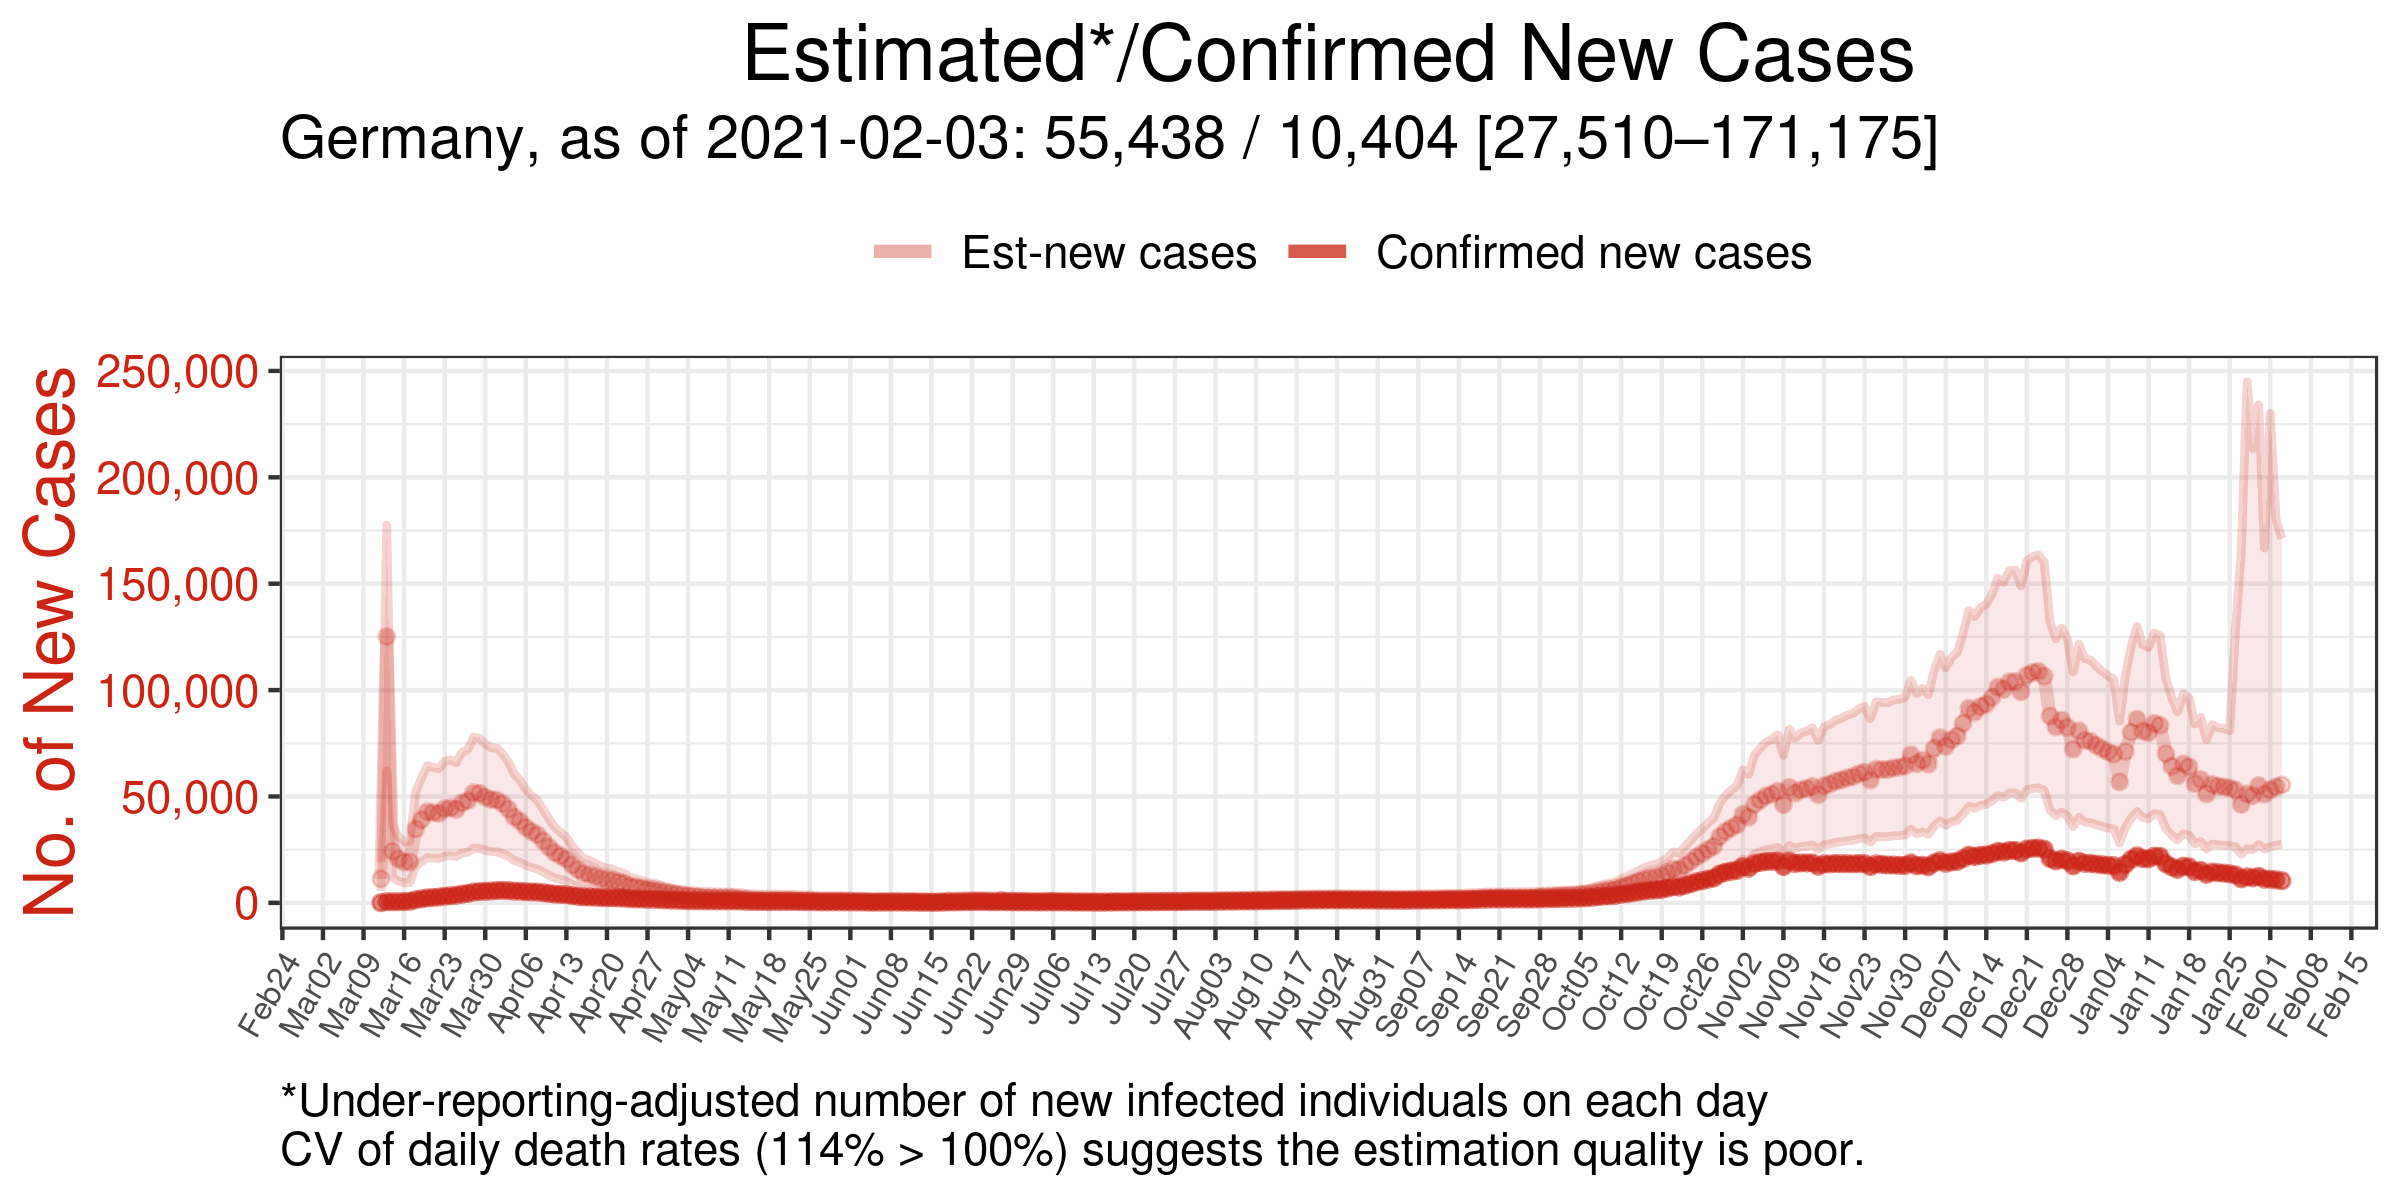 Estimated*/Confirmed New Cases
Germany, as of 2021-02-03: 55,438 / 10,404 [27,510–171,175]
Est-new cases Confirmed new cases
No. of New Cases
250,000
200,000
150,000
100,000
50,000
0
Feb24 Mar02 Mar09 Mar16 Mar23 Mar30 Apr06 Apr13 Apr20 Apr27 May04 May11 May18 May25 Jun01 Jun08 Jun15 Jun22 Jun29 Jul06 Jul13 Jul20 Jul27 Aug03 Aug10 Aug17 Aug24 Aug31 Sep07 Sep14 Sep21 Sep28 Oct05 Oct12 Oct19 Oct26 Nov02 Nov09 Nov16 Nov23 Nov30 Dec07 Dec14 Dec21 Dec28 Jan04 Jan11 Jan18 Jan25 Feb01 Feb08 Feb15
*Under-reporting-adjusted number of new infected individuals on each day
CV of daily death rates (114% > 100%) suggests the estimation quality is poor.